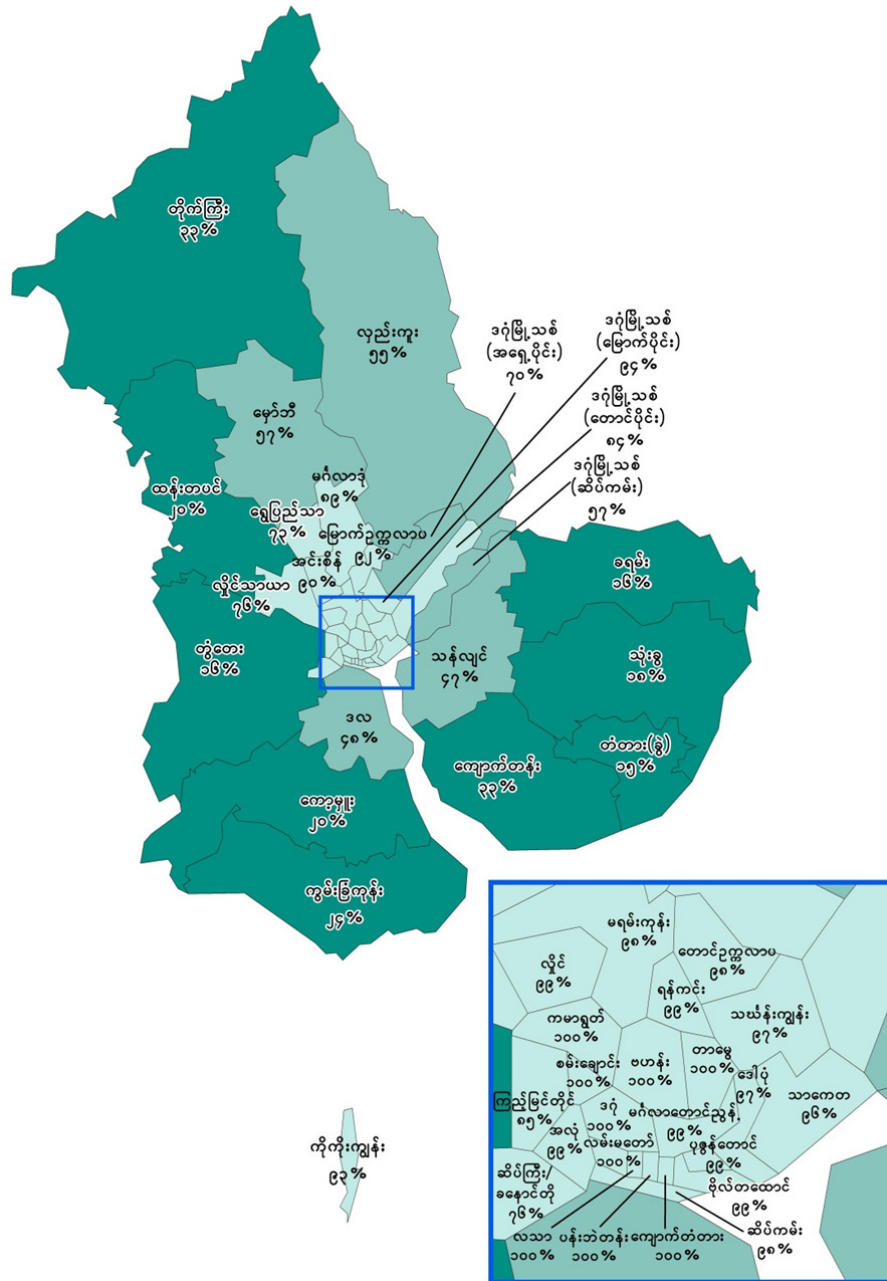 တိုက်ကြီး
၃၃%
လှည်းကူး
၅၅%
ဒဂုံမြို့သစ်
(အရှေ့ပိုင်း)
၇၀%
ဒဂုံမြို့သစ်
(မြောက်ပိုင်း)
၉၄%
ဒဂုံမြို့သစ်
(တောင်ပိုင်း)
၈၄%
ဒဂုံမြို့သစ်
(ဆိပ်ကမ်း)
၅၇%
မှော်ဘီ
၅၇%
မင်္ဂလာဒုံ
၈၉%
ထန်းတပင်
၂၀%
ရွှေပြည်သာ
၇၃%
မြောက်ဥက္ကလာပ
၉၂%
အင်းစိန်
၉၀%
လှိုင်သာယာ
၇၆%
ခရမ်း
၁၆%
တွံတေး
၁၆%
သန်လျင်
၄၇%
သုံးခွ
၁၈%
ဒလ
၄၈%
ကျောက်တန်း
၃၃%
တံတား(ခွဲ)
၁၅%
ကော့မှူး
၂၀%
ကွမ်းခြံကုန်း
၂၄%
ကိုကိုးကျွန်း
၉၃%
မရမ်းကုန်း
၉၈%
တောင်ဥက္ကလာပ
၉၈%
လှိုင်
၉၉%
ရန်ကင်း
၉၉%
သင်္ဃန်းကျွန်း
၉၇%
ကမာရွတ်
၁၀၀%
တာမွေ
၁၀၀%
စမ်းချောင်း
၁၀၀%
ဗဟန်း
၁၀၀%
ဒေါပုံ
၉၇%
သာကေတ
၉၆%
ကြည့်မြင်တိုင်
၈၅%
ဒဂုံ
၁၀၀%
မင်္ဂလာတောင်ညွန့်
၉၉%
အလုံ
၉၉%
လမ်းမတော်
၁၀၀%
ပုဇွန်တောင်
၉၉%
ဆိပ်ကြီး/
ခနောင်တို
၇၆%
ဗိုလ်တထောင်
၉၉%
လသာ
၁၀၀%
ပန်းဘဲတန်း
၁၀၀%
ကျောက်တံတား
၁၀၀%
ဆိပ်ကမ်း
၉၈%